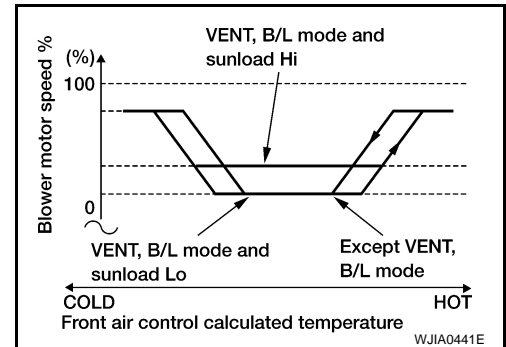 VENT, B/L mode and
sunload Hi
(%)
100
Blower motor speed %
0
VENT, B/L mode and
sunload Lo
Except VENT,
B/L mode
COLD
HOT
Front air control calculated temperature
WJIA0441E